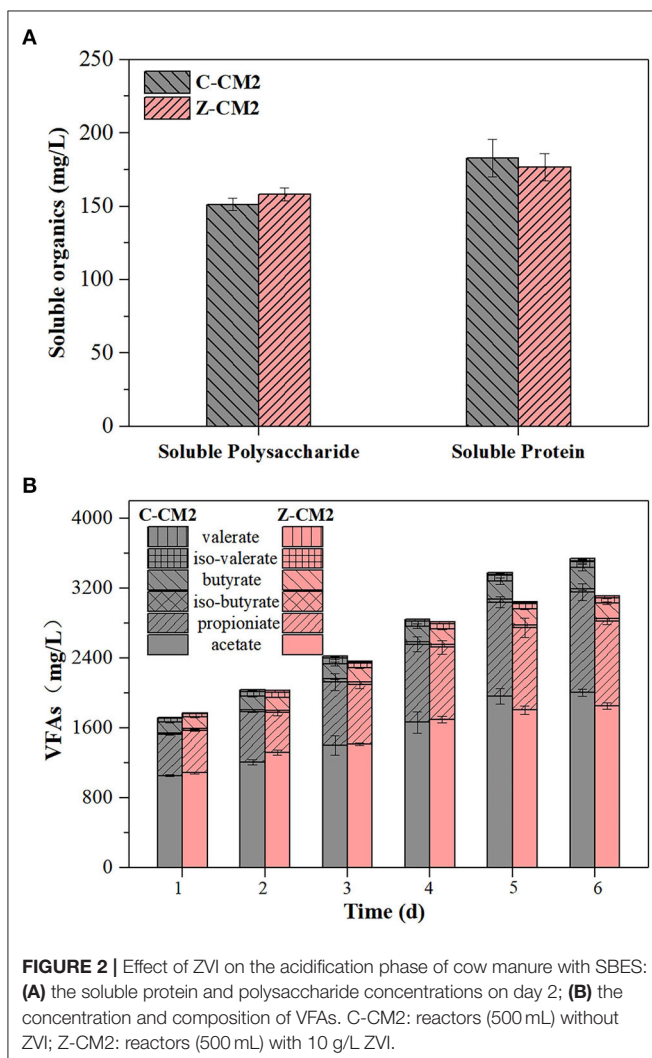 A
250
200
150
100
50
0
Soluble organics (mg/L)
C-CM2
Z-CM2
Soluble Polysaccharide Soluble Protein
B
4000
3200
2400
1600
800
0
VFAs (mg/L)
C-CM2 Z-CM2
valerate
iso-valerate
butyrate
iso-butyrate
propioniate
acetate
1 2 3 4 5 6
Time (d)
FIGURE 2 | Effect of ZVI on the acidification phase of cow manure with SBES:
(A) the soluble protein and polysaccharide concentrations on day 2; (B) the
concentration and composition of VFAs. C-CM2: reactors (500 mL) without
ZVI; Z-CM2: reactors (500 mL) with 10 g/L ZVI.